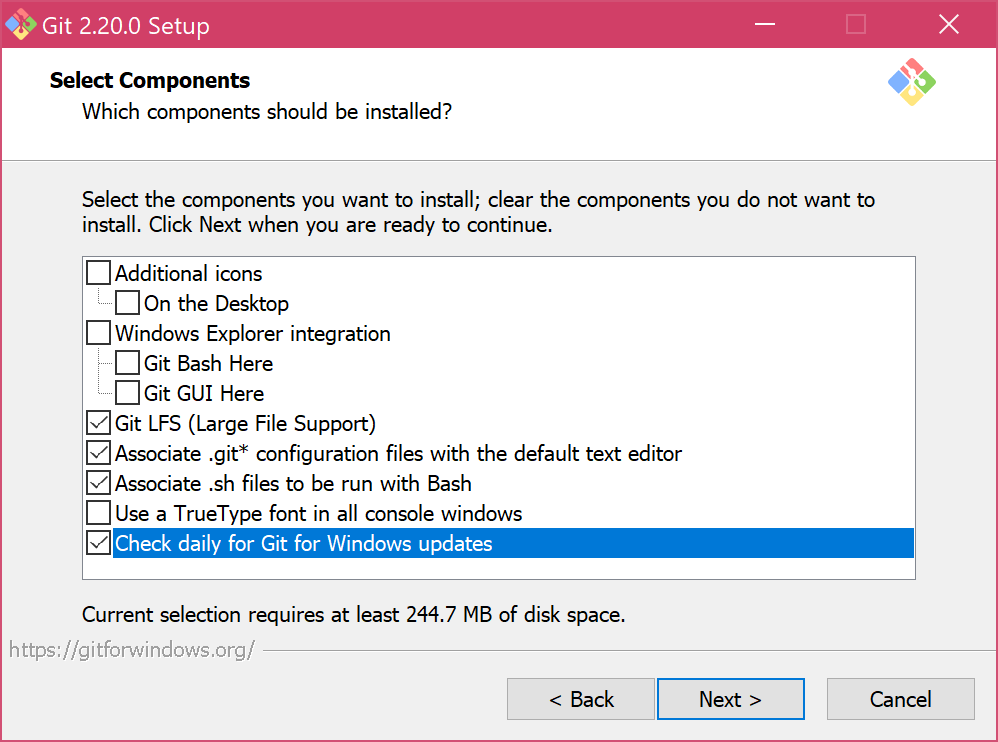 Git 2.20.0 Setup
Select Components
Which components should be installed?
Select the components you want to install; clear the components you do not want to
install. Click Next when you are ready to continue.
Additional icons
On the Desktop
Windows Explorer integration
Git Bash Here
Git GUI Here
Git LFS (Large File Support)
Associate .git* configuration files with the default text editor
Associate .sh files to be run with Bash
Use a TrueType font in all console windows
Check daily for Git for Windows updates
Current selection requires at least 244.7 MB of disk space.
https://gitforwindows.org/
< Back
Next >
Cancel